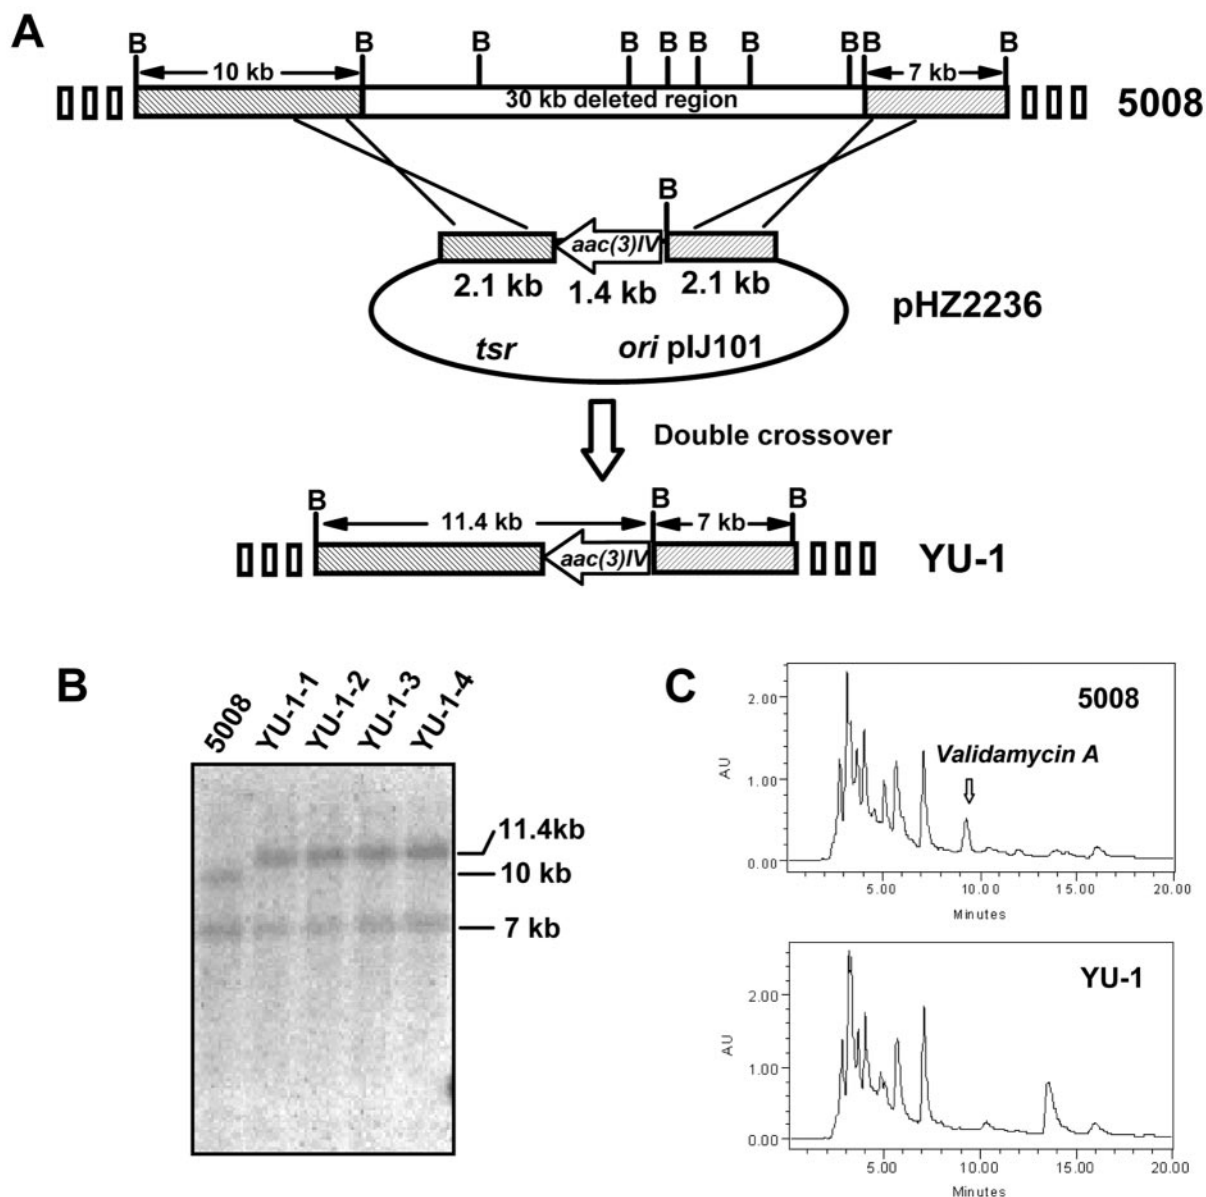 A
B B B B B B B B B B
10 kb 7 kb
30 kb deleted region
5008
B
aac(3)IV
2.1 kb 1.4 kb 2.1 kb
pHZ2236
tsr ori pIJ101
Double crossover
B B B
11.4 kb 7 kb
aac(3)IV
YU-1
B
5008 YU-1-1 YU-1-2 YU-1-3 YU-1-4
11.4kb
10 kb
7 kb
C
5008
Validamycin A
AU
2.00
1.00
0.00
5.00 10.00 15.00 20.00
Minutes
YU-1
AU
2.00
1.00
0.00
5.00 10.00 15.00 20.00
Minutes